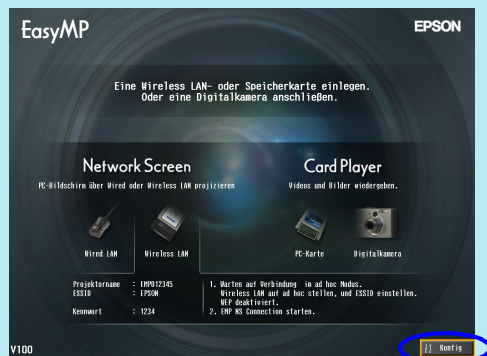 EasyMP
EPSON
Eine Wireless LAN- oder Speicherkarte einlegen.
Oder eine Digitalkamera anschließen.
Network Screen
PC-Bildschirm über Wired oder Wireless LAN projizieren
Wired LAN
Wireless LAN
Card Player
Videos und Bilder wiedergeben.
PC-Karte
Digitalkamera
Projektorname : EMP012345
ESSID : EPSON
Kennwort : 1234
1. Warten auf Verbindung im ad hoc Modus.
Wireless LAN auf ad hoc stellen, und ESSID einstellen.
WEP deaktiviert.
2. EMP NS Connection starten.
V100
Konfig